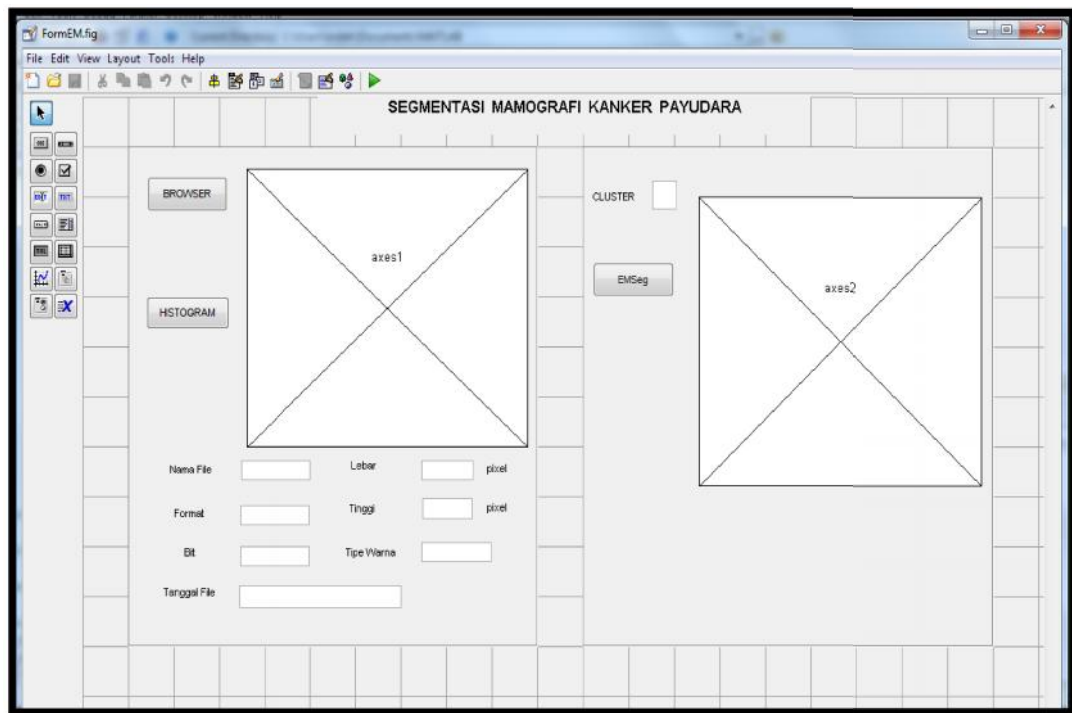 FormEM.fig
File Edit View Layout Tools Help
SEGMENTASI MAMOGRAFI KANKER PAYUDARA
BROWSER
axes1
HISTOGRAM
Nama File
Lebar
pixel
Format
Tinggi
pixel
Bit
Tipe Warna
Tanggal File
CLUSTER
EMSeg
axes2